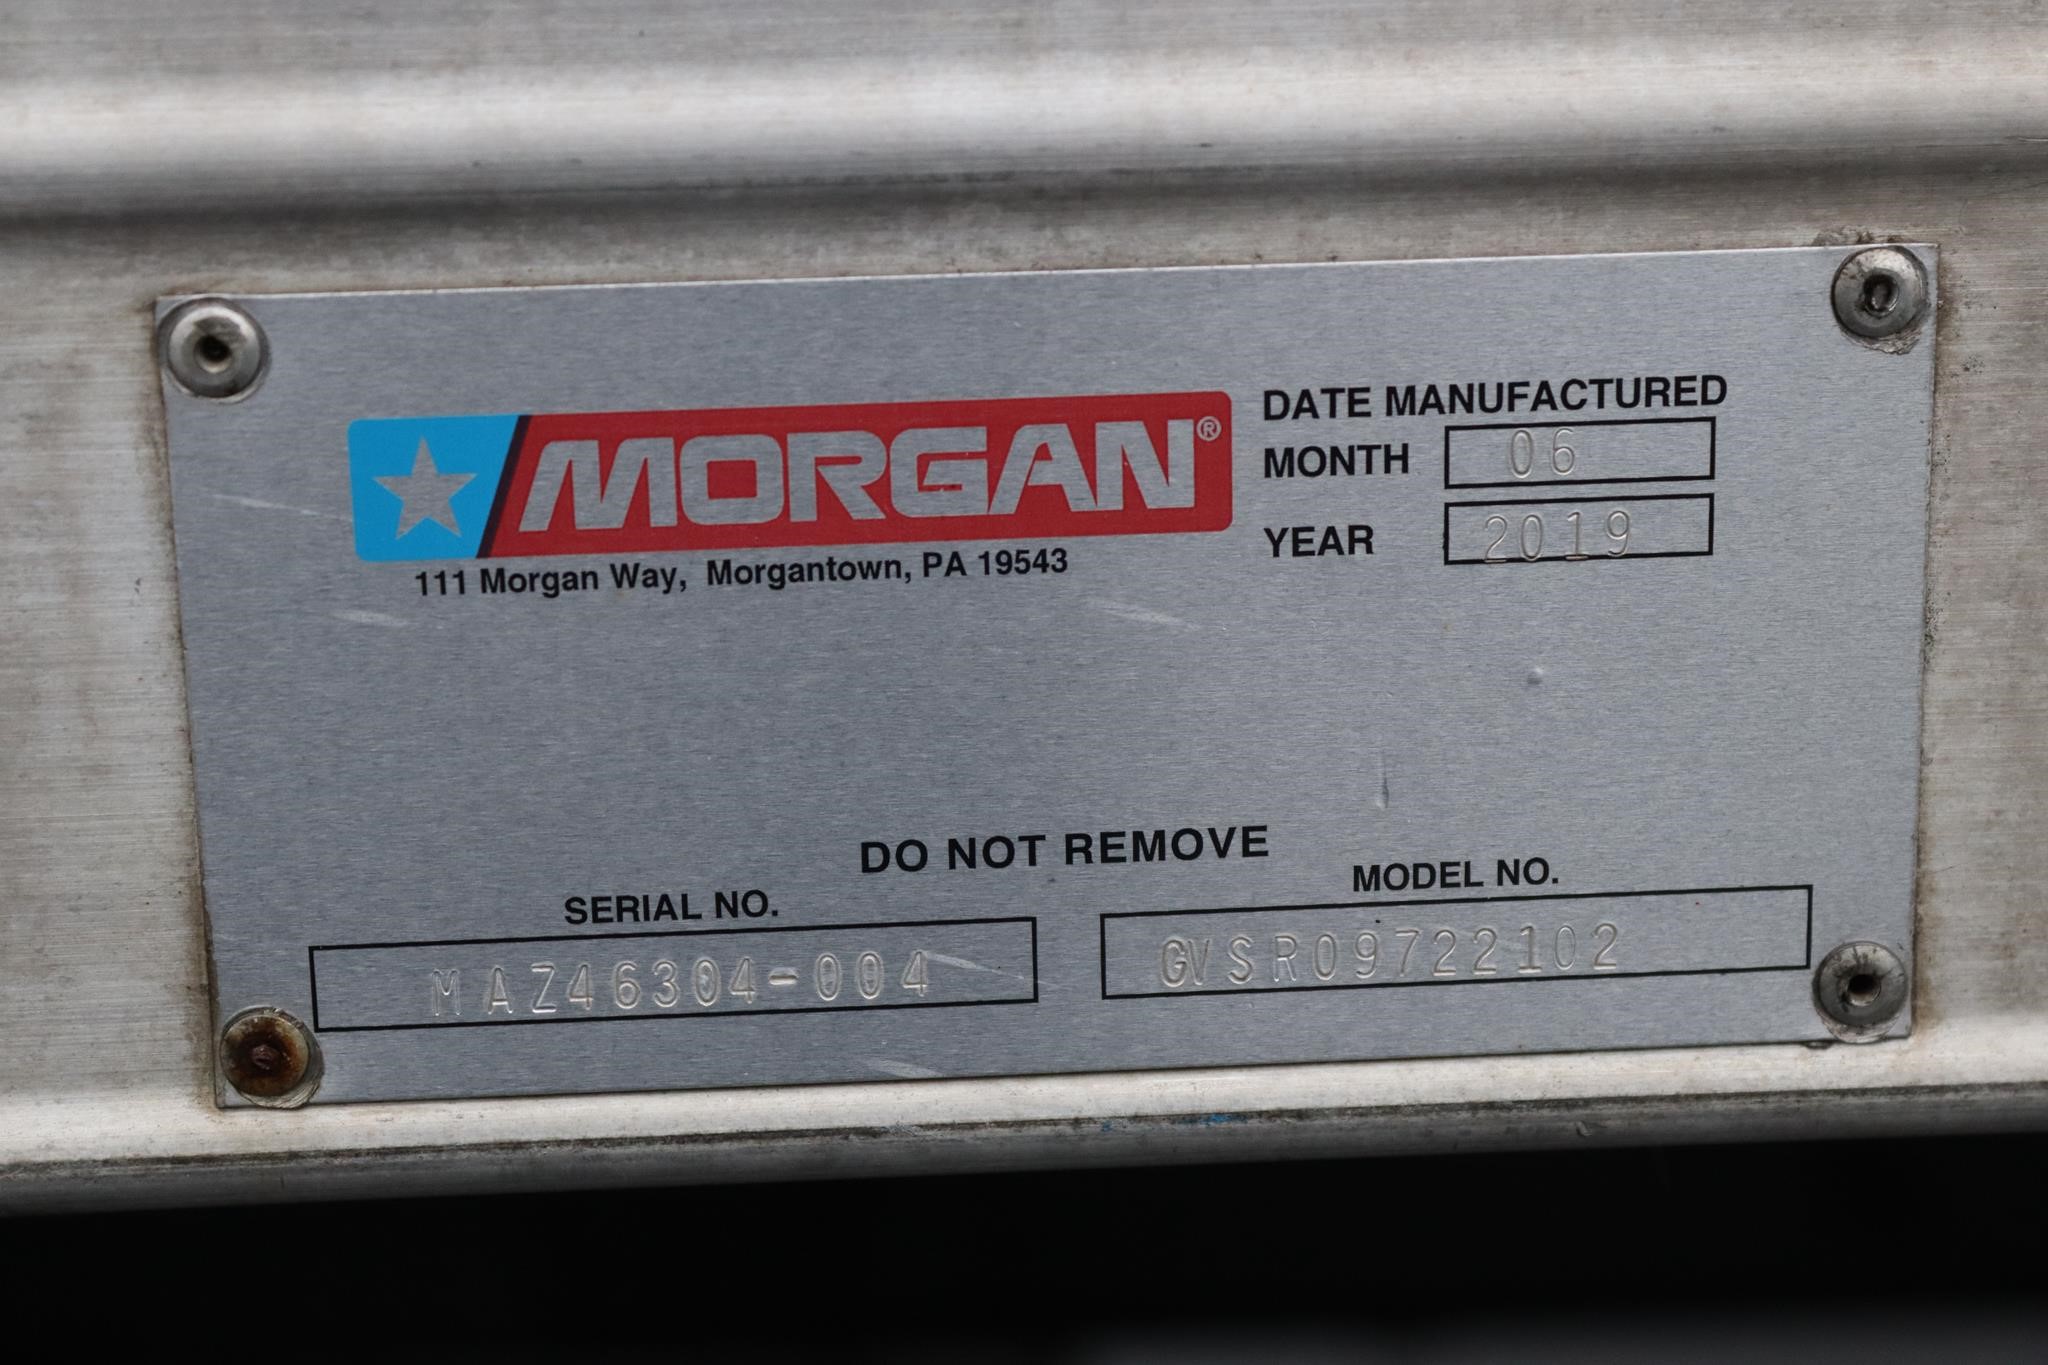 MORGAN®
111 Morgan Way, Morgantown, PA 19543
DATE MANUFACTURED
MONTH 06
YEAR 2019
DO NOT REMOVE
SERIAL NO.
MAZ46304-004
MODEL NO.
GVSR09722102